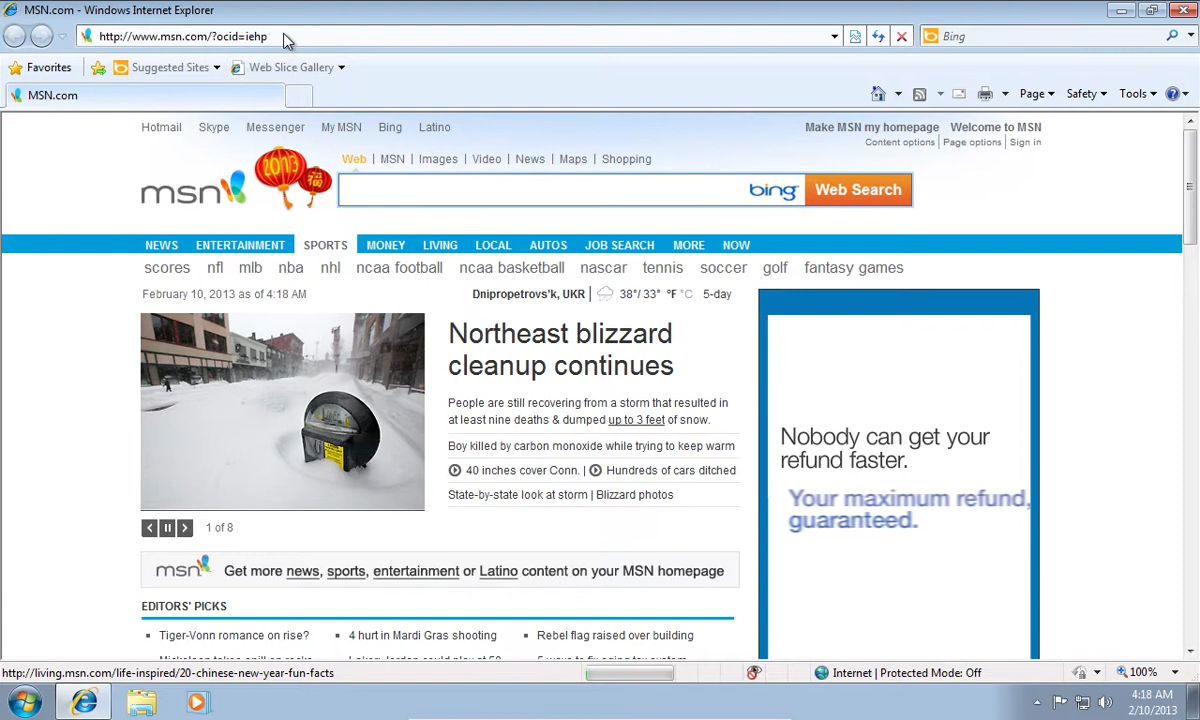 MSN.com - Windows Internet Explorer
http://www.msn.com/?ocid=iehp
Bing
Favorites Suggested Sites Web Slice Gallery
MSN.com
Page Safety Tools
Hotmail Skype Messenger My MSN Bing Latino
Make MSN my homepage Welcome to MSN
Content options | Page options | Sign in
2013 福
Web | MSN | Images | Video | News | Maps | Shopping
msn
bing Web Search
NEWS ENTERTAINMENT SPORTS MONEY LIVING LOCAL AUTOS JOB SEARCH MORE NOW
scores nfl mlb nba nhl ncaa football ncaa basketball nascar tennis soccer golf fantasy games
February 10, 2013 as of 4:18 AM
Dnipropetrovs'k, UKR | 38°/ 33° °F °C 5-day
Northeast blizzard
cleanup continues
People are still recovering from a storm that resulted in
at least nine deaths & dumped up to 3 feet of snow.
Boy killed by carbon monoxide while trying to keep warm
40 inches cover Conn. | Hundreds of cars ditched
State-by-state look at storm | Blizzard photos
1 of 8
Nobody can get your
refund faster.
Your maximum refund,
guaranteed.
msn Get more news, sports, entertainment or Latino content on your MSN homepage
EDITORS' PICKS
Tiger-Vonn romance on rise?
4 hurt in Mardi Gras shooting
Rebel flag raised over building
http://living.msn.com/life-inspired/20-chinese-new-year-fun-facts
Internet | Protected Mode: Off
100%
4:18 AM
2/10/2013